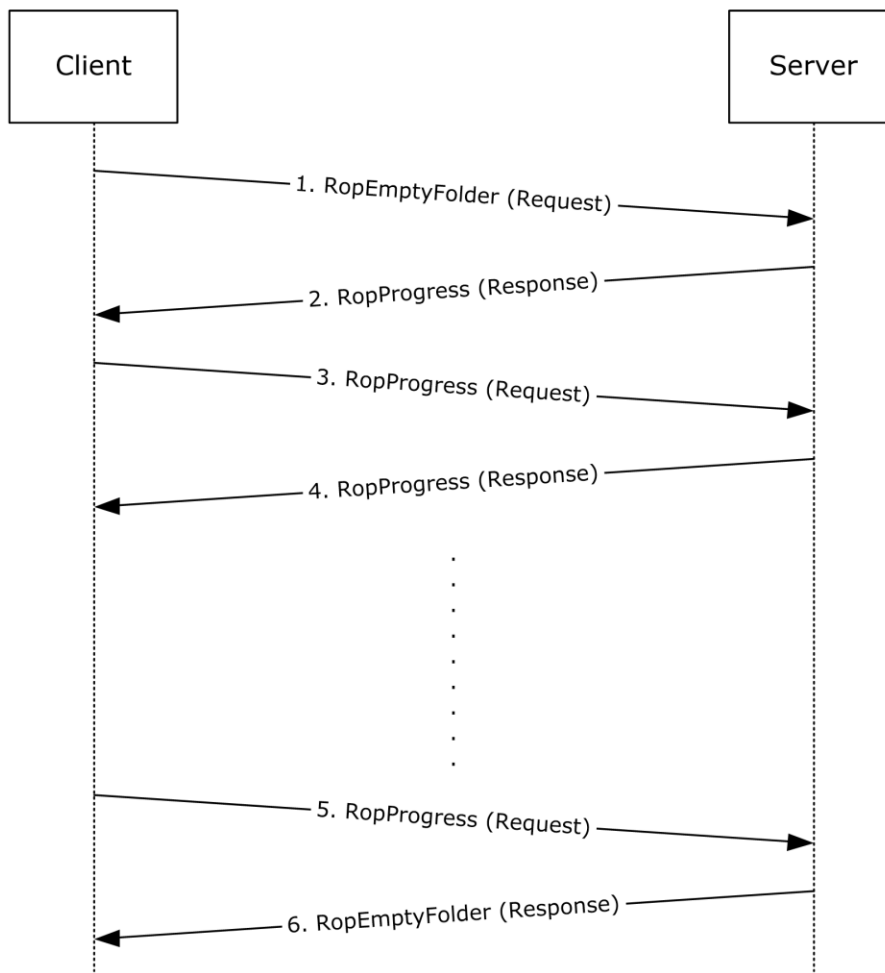 Client
Server
1. RopEmptyFolder (Request)
2. RopProgress (Response)
3. RopProgress (Request)
4. RopProgress (Response)
.
.
.
.
.
.
.
.
.
5. RopProgress (Request)
6. RopEmptyFolder (Response)